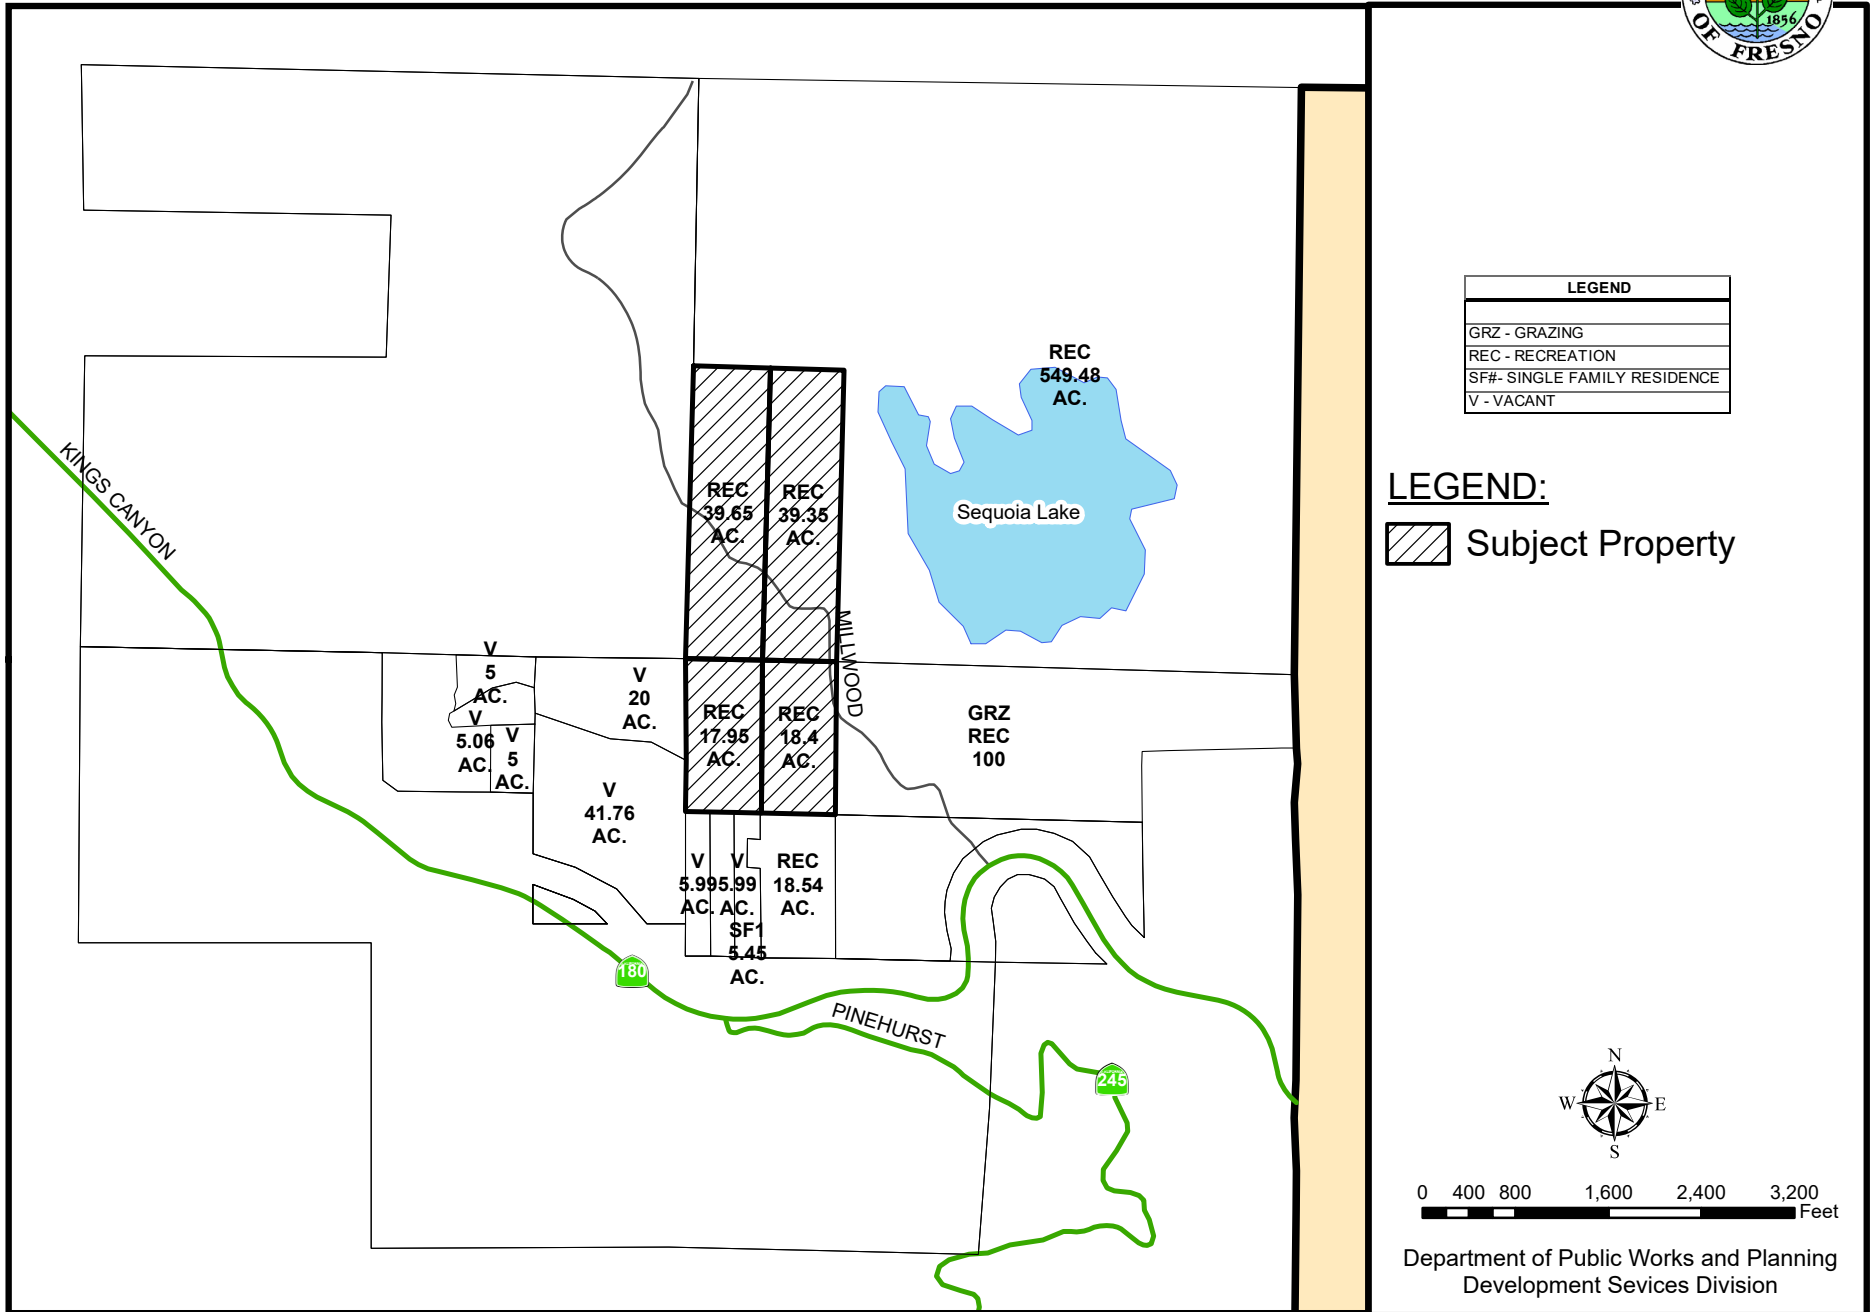 1856
OF FRESNO
LEGEND
GRZ - GRAZING
REC - RECREATION
SF#- SINGLE FAMILY RESIDENCE
V - VACANT
LEGEND:
Subject Property
REC
549.48
AC.
Sequoia Lake
KINGS CANYON
REC
39.65
AC.
REC
39.35
AC.
MILLWOOD
V
5
AC.
V
20
AC.
V
5.06
AC.
V
5
AC.
REC
17.95
AC.
REC
18.4
AC.
GRZ
REC
100
V
41.76
AC.
V
5.99
AC.
V
5.99
AC.
REC
18.54
AC.
SF1
5.45
AC.
180
PINEHURST
245
N
W E
S
0 400 800 1,600 2,400 3,200
Feet
Department of Public Works and Planning
Development Sevices Division